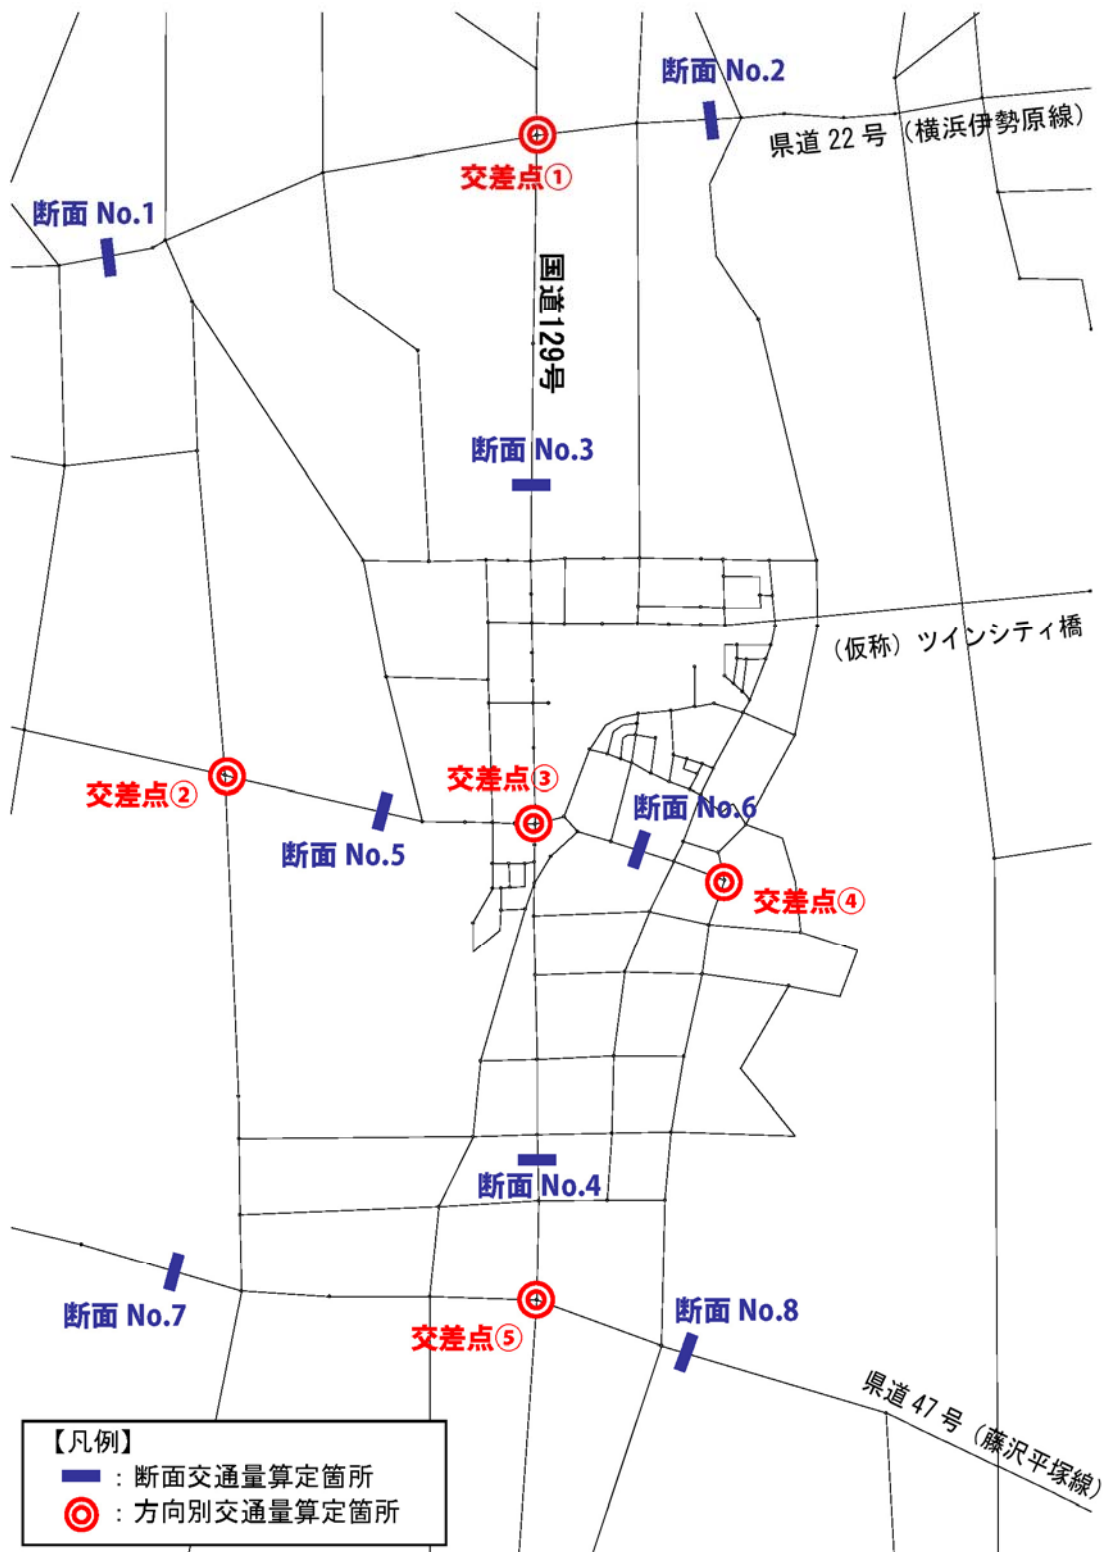 断面 No.2
県道 22 号（横浜伊勢原線）
交差点①
断面 No.1
国道129号
断面 No.3
（仮称）ツインシティ橋
交差点③
交差点②
断面 No.6
断面 No.5
交差点④
断面 No.4
断面 No.7
断面 No.8
交差点⑤
県道 47 号（藤沢平塚線）
【凡例】
：断面交通量算定箇所
：方向別交通量算定箇所